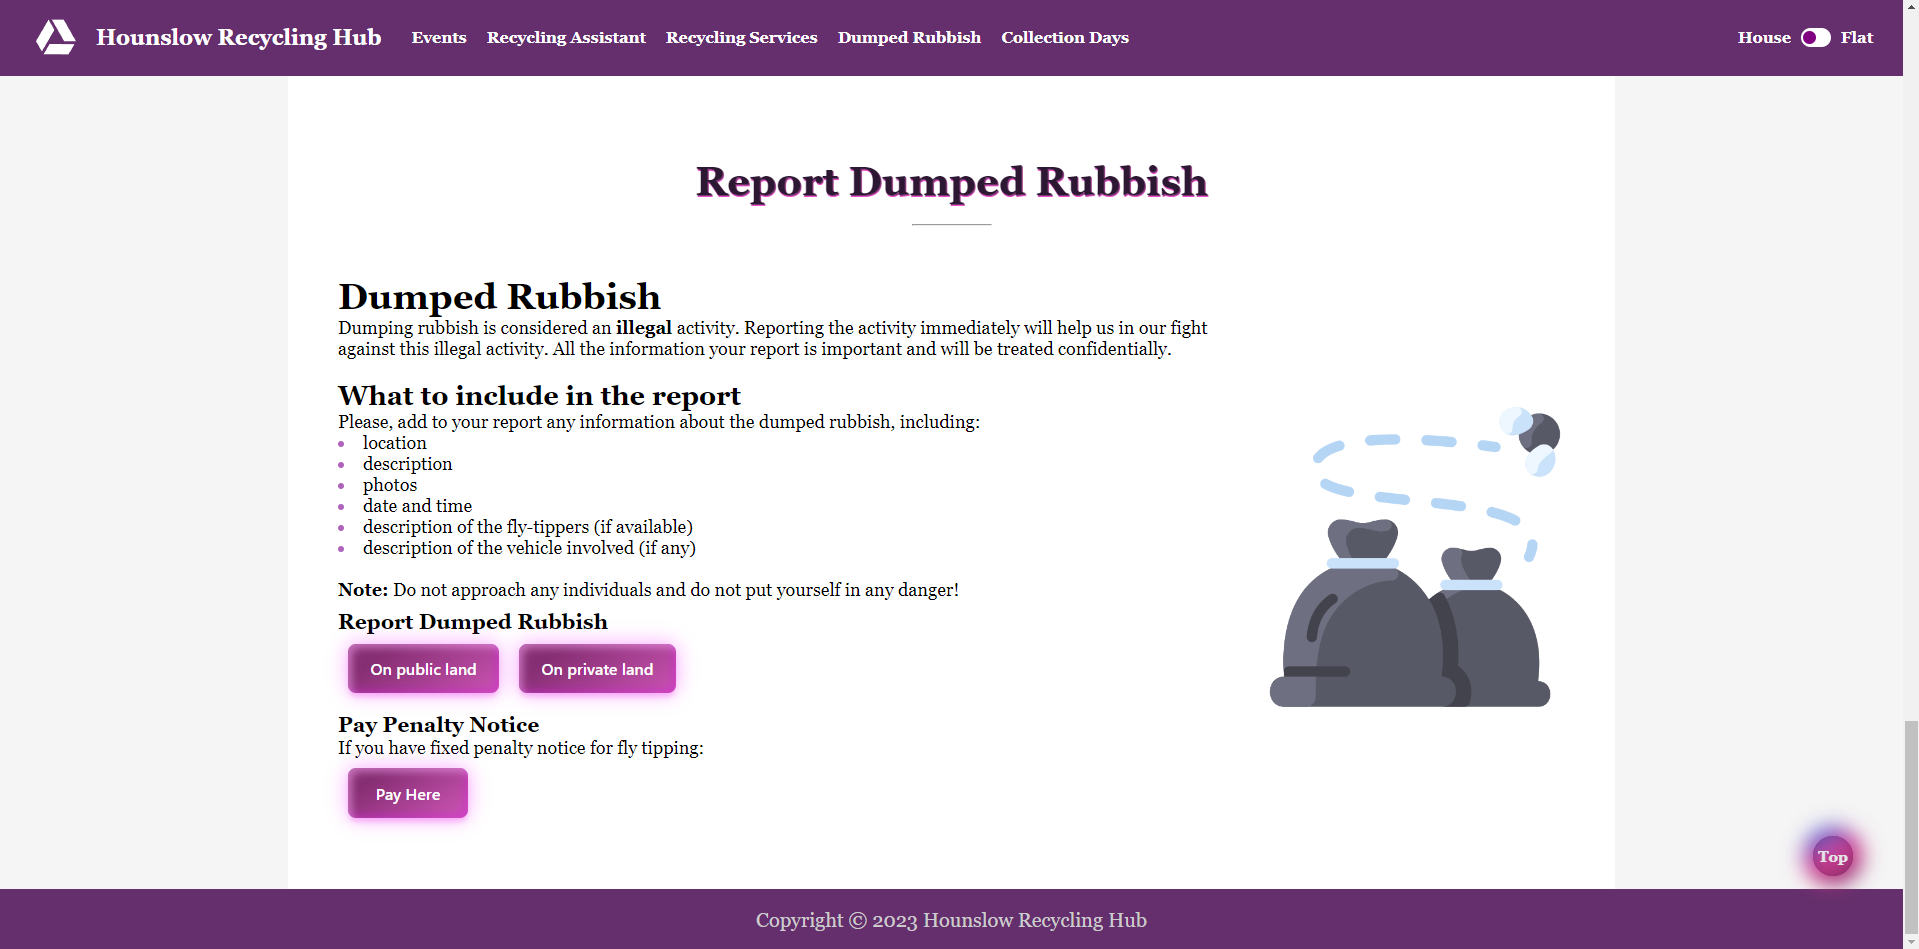 Hounslow Recycling Hub Events Recycling Assistant Recycling Services Dumped Rubbish Collection Days House Flat
Report Dumped Rubbish
Dumped Rubbish
Dumping rubbish is considered an illegal activity. Reporting the activity immediately will help us in our fight
against this illegal activity. All the information your report is important and will be treated confidentially.
What to include in the report
Please, add to your report any information about the dumped rubbish, including:
location
description
photos
date and time
description of the fly-tippers (if available)
description of the vehicle involved (if any)
Note: Do not approach any individuals and do not put yourself in any danger!
Report Dumped Rubbish
On public land On private land
Pay Penalty Notice
If you have fixed penalty notice for fly tipping:
Pay Here
Top
Copyright © 2023 Hounslow Recycling Hub